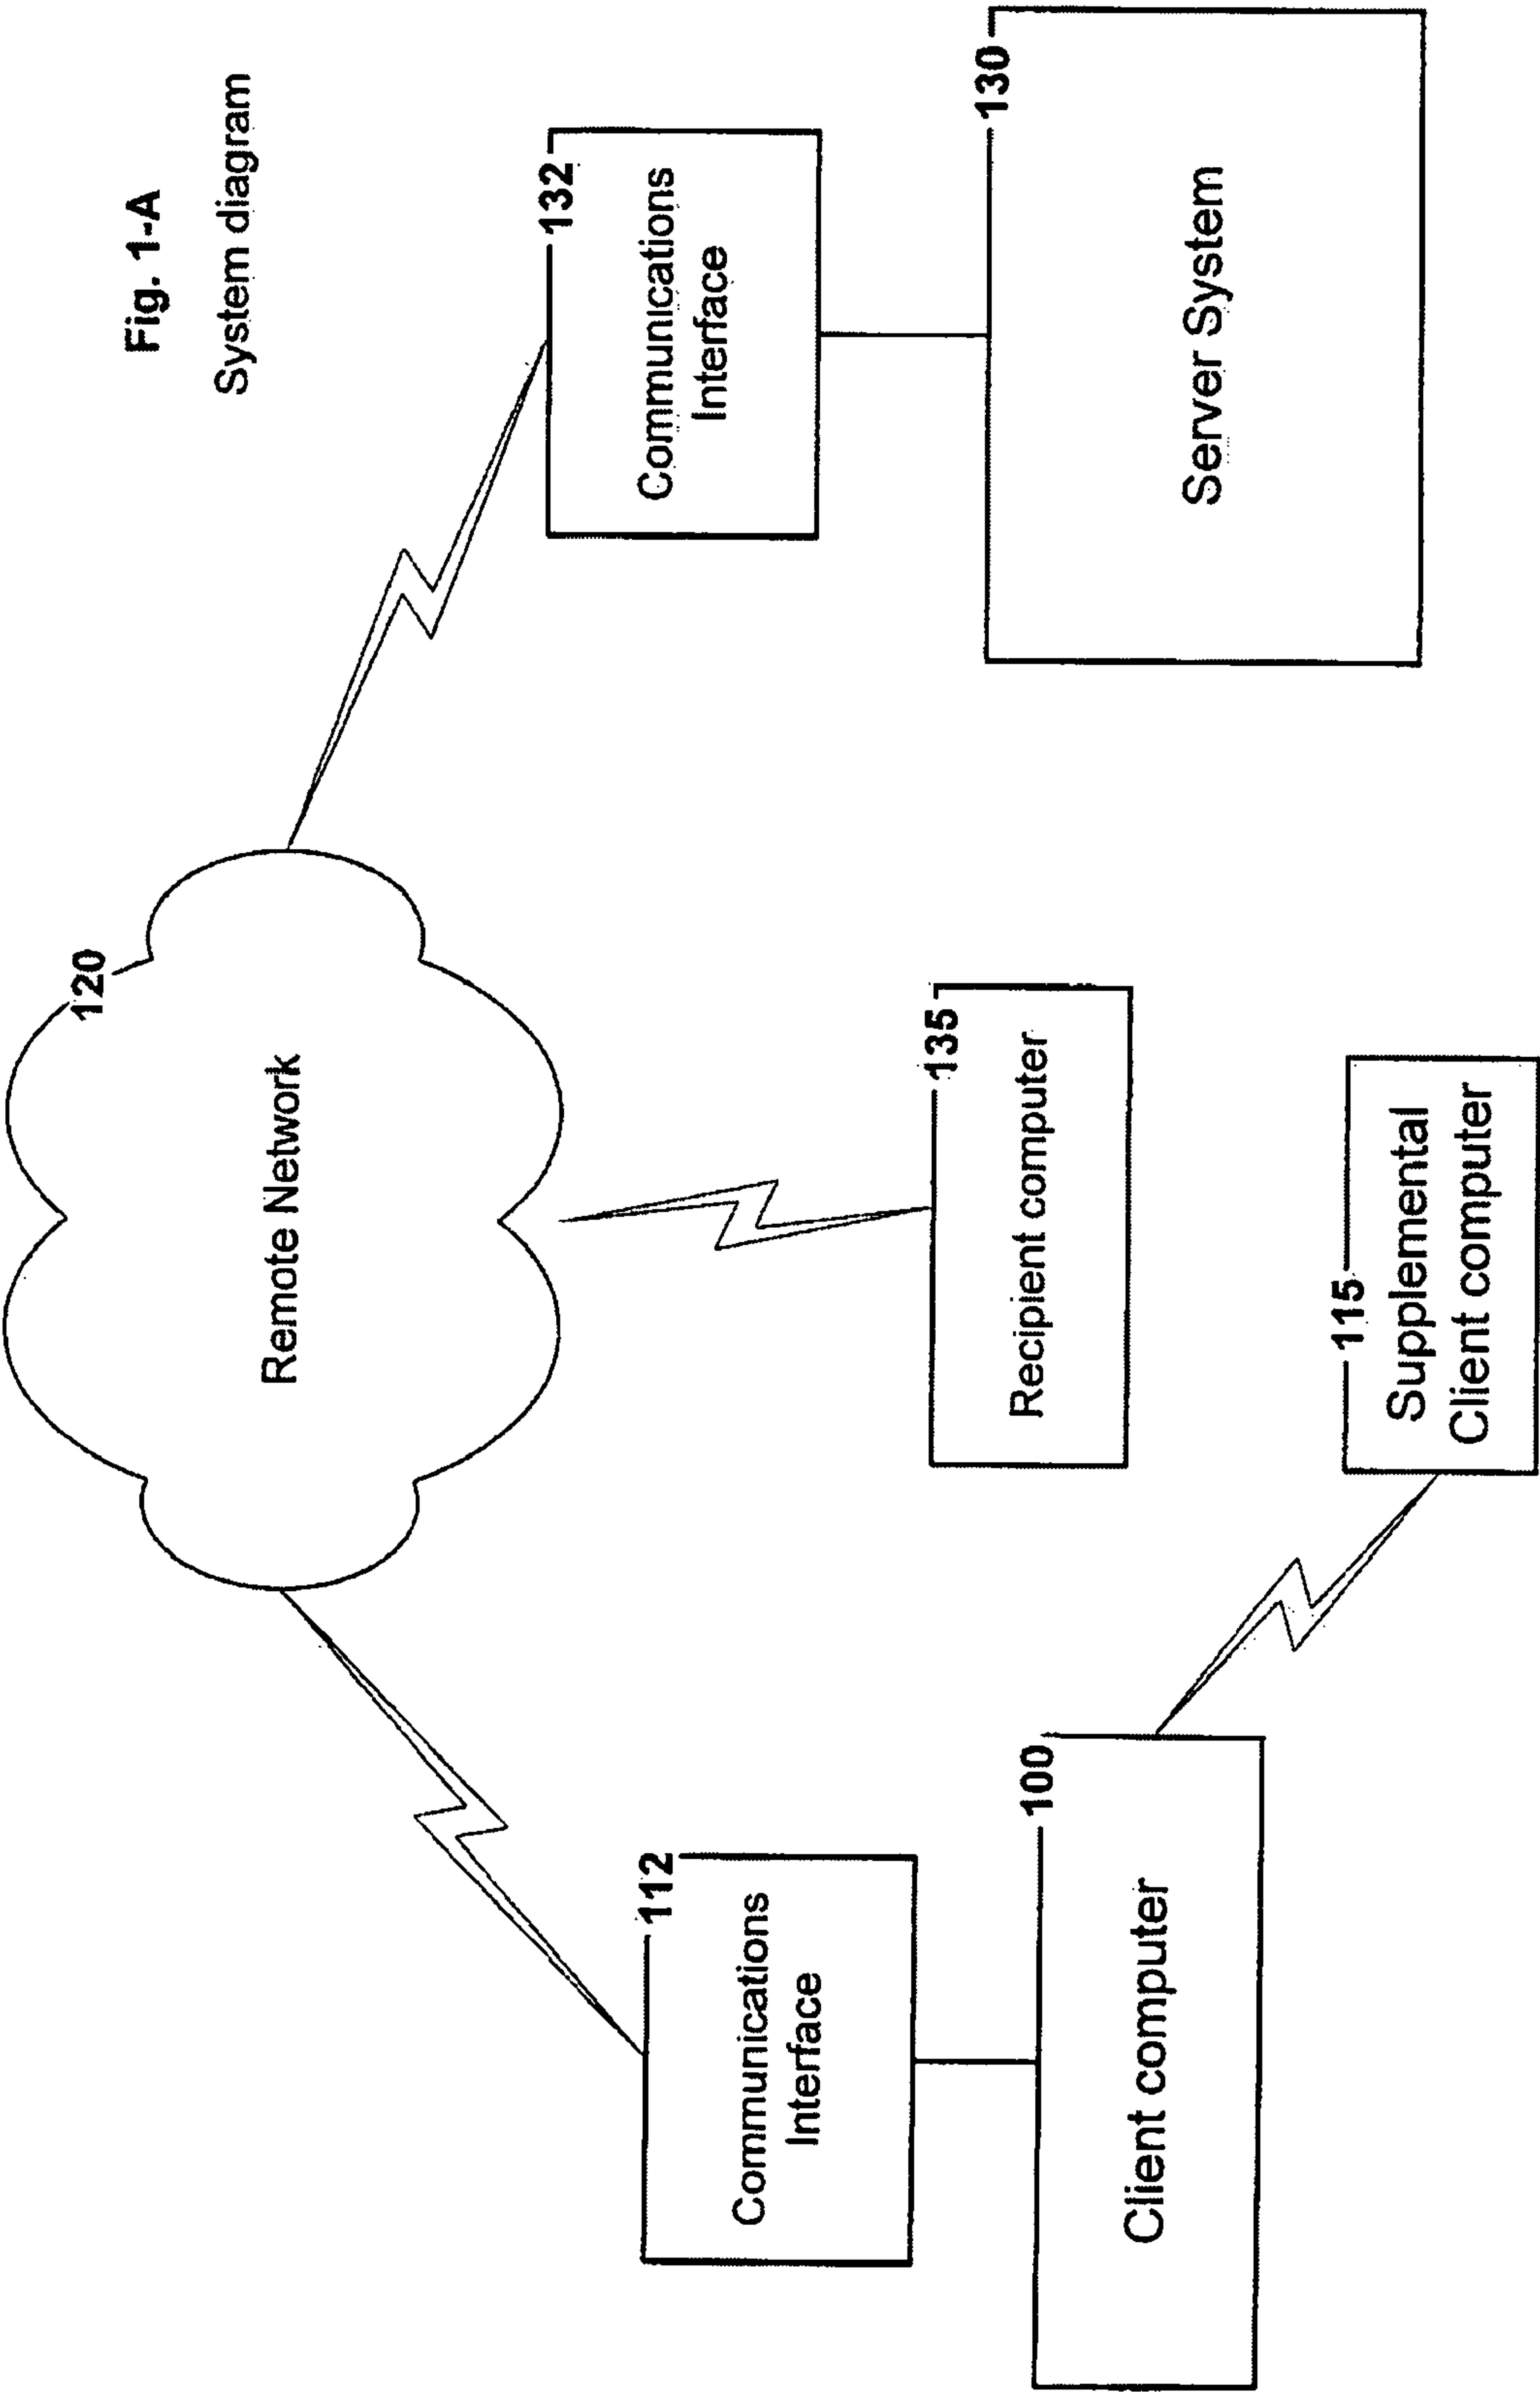 Fig. 1-A
System diagram
120
Remote Network
132
Communications
Interface
112
Communications
Interface
135
Recipient computer
130
Server System
100
Client computer
115
Supplemental
Client computer